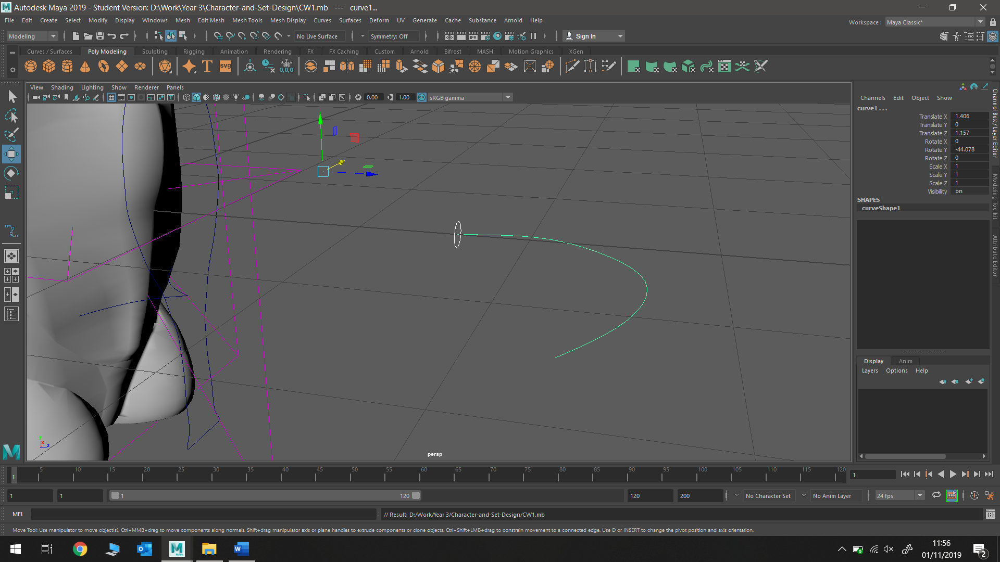 Autodesk Maya 2019 - Student Version: D:\Work\Year 3\Character-and-Set-Design\CW1.mb --- curve1...
File Edit Create Select Modify Display Windows Mesh Edit Mesh Mesh Tools Mesh Display Curves Surfaces Deform UV Generate Cache Substance Arnold Help
Workspace : Maya Classic*
Modeling No Live Surface Symmetry: Off IPR Sign In
Curves / Surfaces Poly Modeling Sculpting Rigging Animation Rendering FX FX Caching Custom Arnold Bifrost MASH Motion Graphics XGen
T SVG 0,0,0
View Shading Lighting Show Renderer Panels
0.00 1.00 ON sRGB gamma
persp
Channels Edit Object Show
curve1...
Translate X 1.406
Translate Y 0
Translate Z 1.157
Rotate X 0
Rotate Y -44.078
Rotate Z 0
Scale X 1
Scale Y 1
Scale Z 1
Visibility on
SHAPES
curveShape1
Channel Box / Layer Editor
Modeling Toolkit
Attribute Editor
Display Anim
Layers Options Help
y
x
z
1 5 10 15 20 25 30 35 40 45 50 55 60 65 70 75 80 85 90 95 100 105 110 115 120 1
1 1 1 120 120 200 No Character Set No Anim Layer 24 fps
MEL // Result: D:/Work/Year 3/Character-and-Set-Design/CW1.mb
Move Tool: Use manipulator to move object(s). Ctrl+MMB+drag to move components along normals. Shift+drag manipulator axis or plane handles to extrude components or clone objects. Ctrl+Shift+LMB+drag to constrain movement to a connected edge. Use D or INSERT to change the pivot position and axis orientation.
11:56
01/11/2019
2